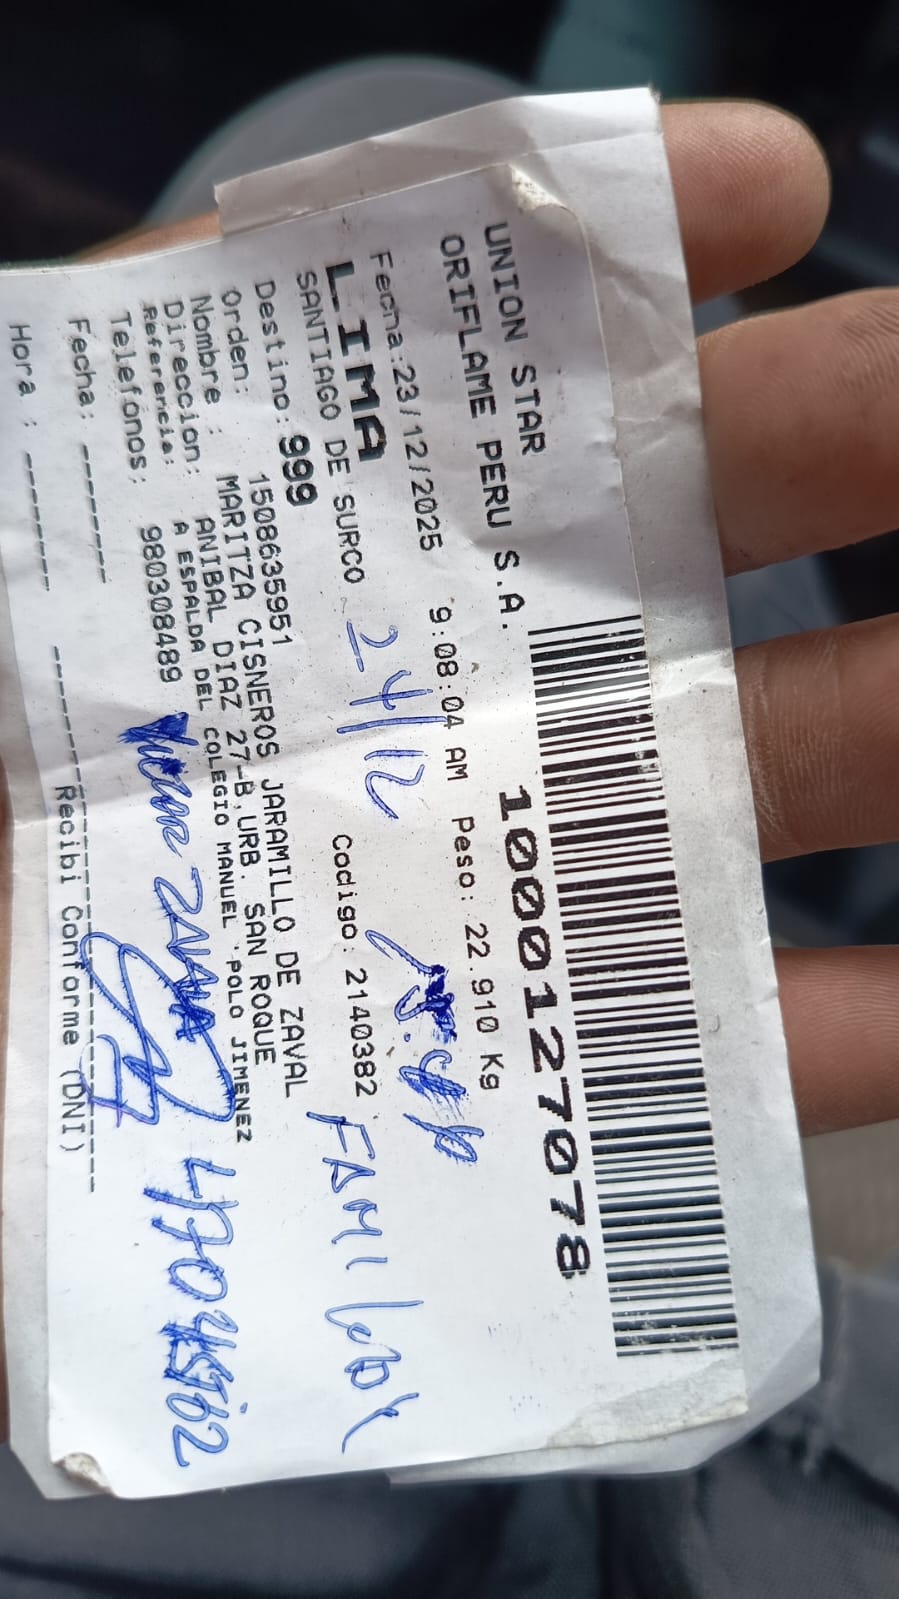 UNION STAR
ORIFLAME PERU S.A.
1000127078
Fecha:23/12/2025 9:08:04 AM Peso: 22.910 Kg
LIMA
24/12
SANTIAGO DE SURCO Codigo: 2140382
FAMILIAR
Destino: 999
Orden: 1508635951
Nombre : MARITZA CISNEROS JARAMILLO DE ZAVAL
Direccion: ANIBAL DIAZ 27-B,URB. SAN ROQUE
Referencia: A ESPALDA DEL COLEGIO MANUEL POLO JIMENEZ
Telefonos: 980308489
Fecha: -------
Hora : --------
Recibi Conforme (DNI)